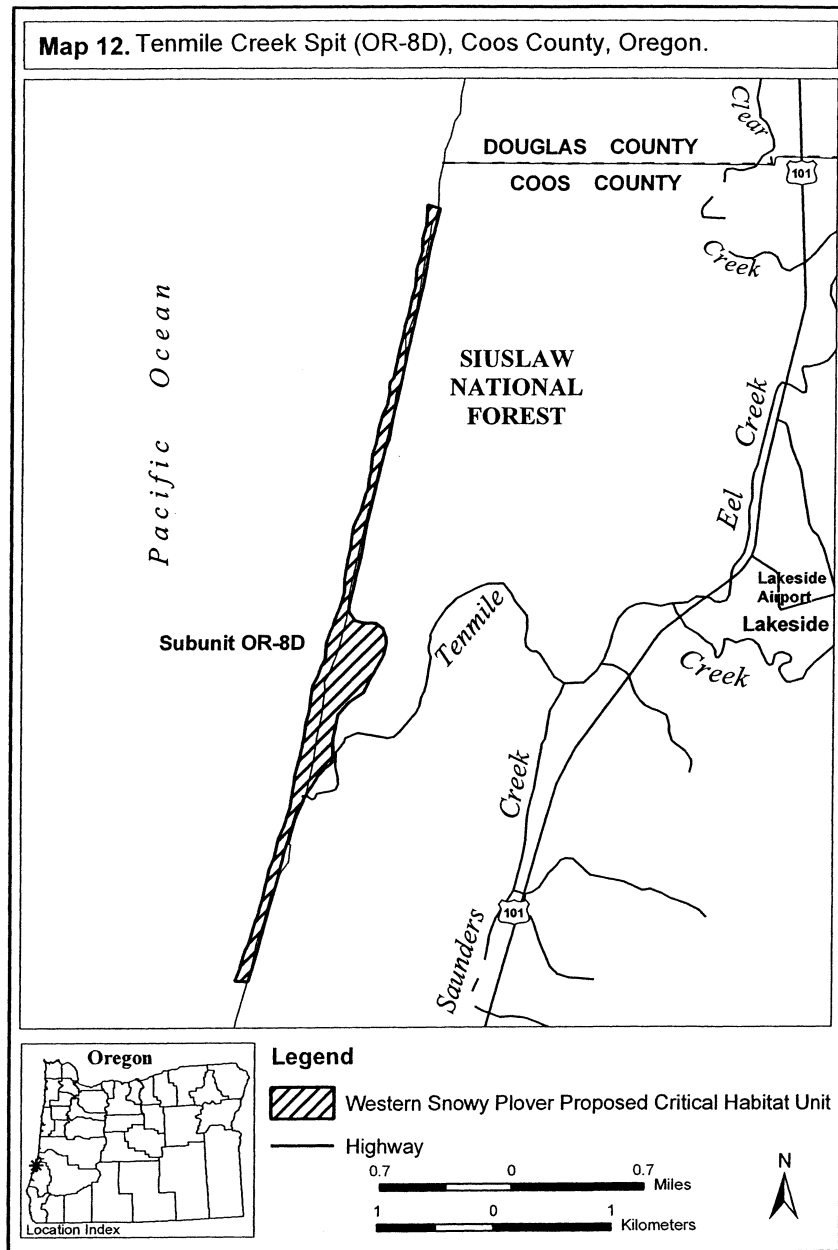 Map 12. Tenmile Creek Spit (OR-8D), Coos County, Oregon.
Clear
DOUGLAS COUNTY
COOS COUNTY
101
Creek
Pacific Ocean
SIUSLAW
NATIONAL
FOREST
Eel Creek
Lakeside
Airport
Lakeside
Subunit OR-8D
Tenmile
Creek
Creek
101
Saunders
Oregon
Location Index
Legend
Western Snowy Plover Proposed Critical Habitat Unit
Highway
0.7 0 0.7
Miles
1 0 1
Kilometers
N